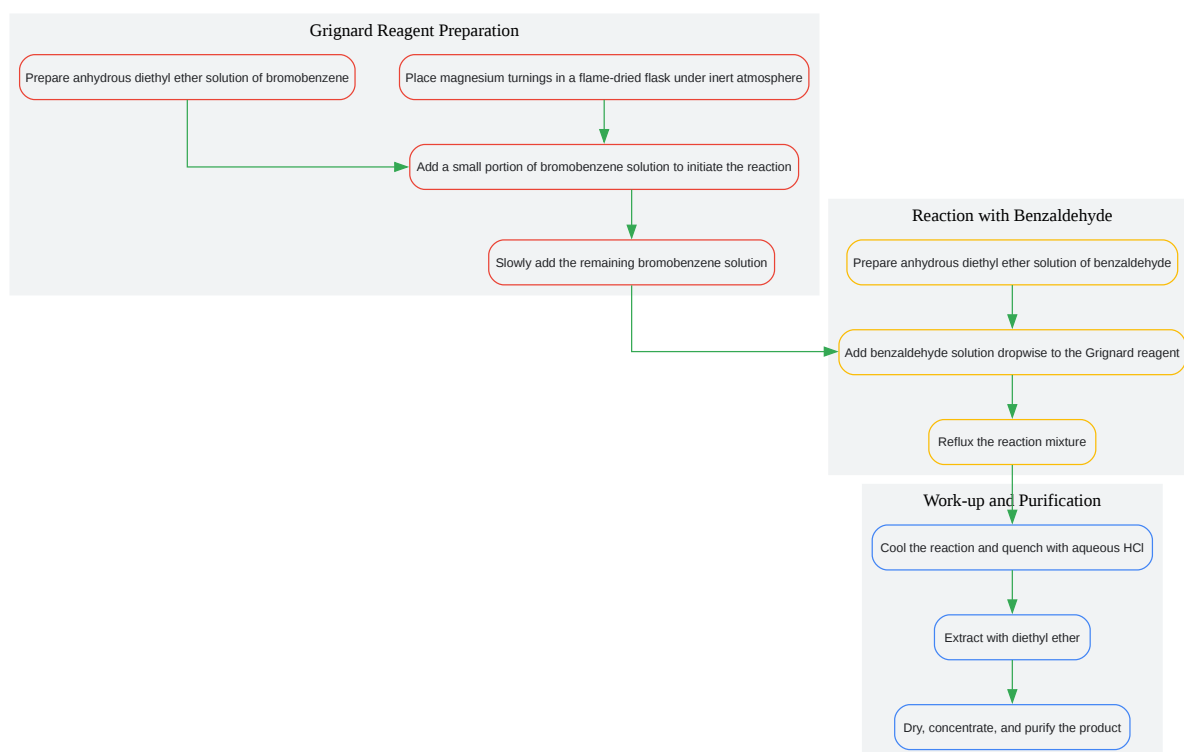 Grignard Reagent Preparation
Prepare anhydrous diethyl ether solution of bromobenzene
Place magnesium turnings in a flame-dried flask under inert atmosphere
Add a small portion of bromobenzene solution to initiate the reaction
Slowly add the remaining bromobenzene solution
Reaction with Benzaldehyde
Prepare anhydrous diethyl ether solution of benzaldehyde
Add benzaldehyde solution dropwise to the Grignard reagent
Reflux the reaction mixture
Work-up and Purification
Cool the reaction and quench with aqueous HCl
Extract with diethyl ether
Dry, concentrate, and purify the product